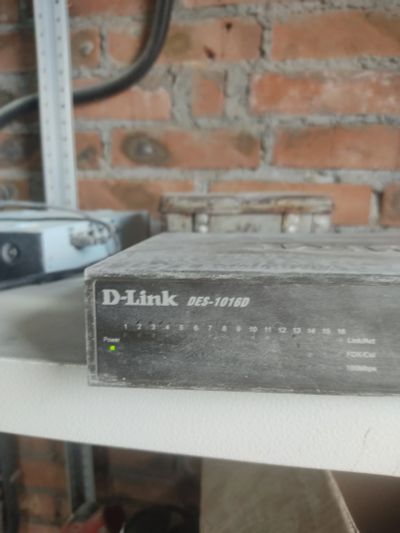 D-Link DES-1016D
1 2 3 4 5 6 7 8 9 10 11 12 13 14 15 16
Power
Link/Act
FDX/Col
100Mbps